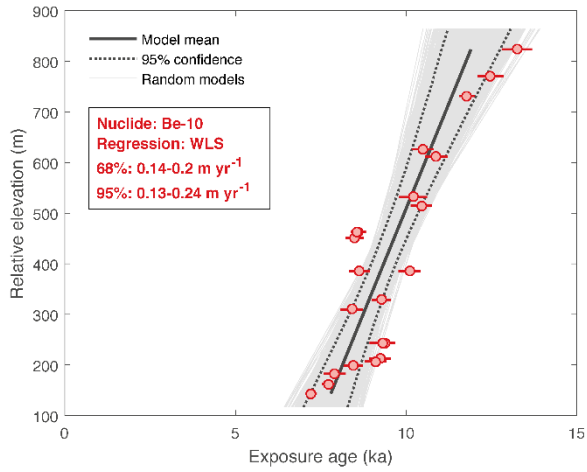 Model mean
95% confidence
Random models
Nuclide: Be-10
Regression: WLS
68%: 0.14-0.2 m yr⁻¹
95%: 0.13-0.24 m yr⁻¹
Relative elevation (m)
900
800
700
600
500
400
300
200
100
0
5
10
15
Exposure age (ka)